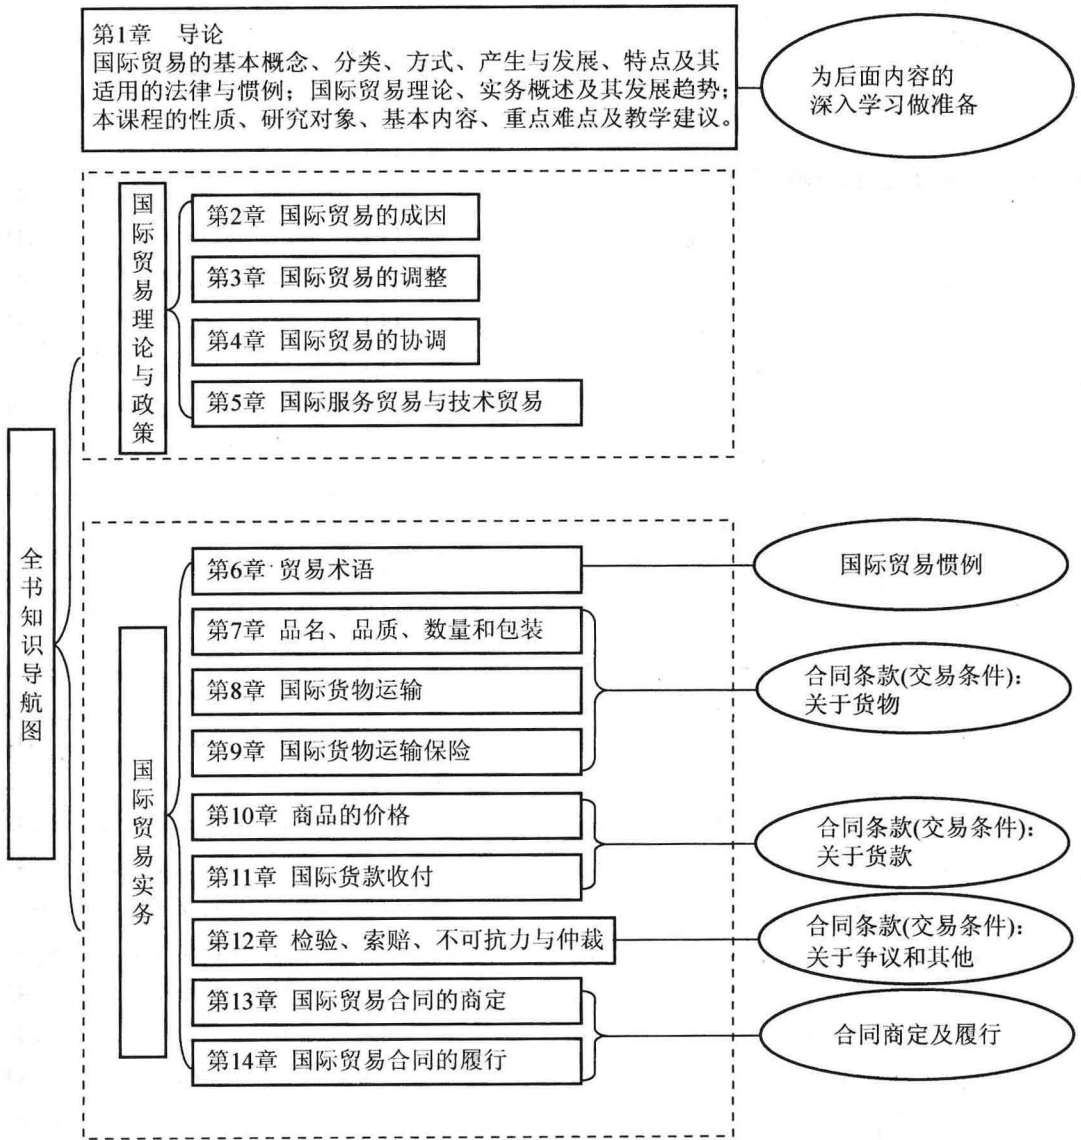 第1章 导论
国际贸易的基本概念、分类、方式、产生与发展、特点及其
适用的法律与惯例；国际贸易理论、实务概述及其发展趋势；
本课程的性质、研究对象、基本内容、重点难点及教学建议。
为后面内容的
深入学习做准备
全书知识导航图
国际贸易理论与政策
第2章 国际贸易的成因
第3章 国际贸易的调整
第4章 国际贸易的协调
第5章 国际服务贸易与技术贸易
国际贸易实务
第6章 贸易术语
国际贸易惯例
第7章 品名、品质、数量和包装
第8章 国际货物运输
第9章 国际货物运输保险
合同条款(交易条件)：
关于货物
第10章 商品的价格
第11章 国际货款收付
合同条款(交易条件)：
关于货款
第12章 检验、索赔、不可抗力与仲裁
合同条款(交易条件)：
关于争议和其他
第13章 国际贸易合同的商定
第14章 国际贸易合同的履行
合同商定及履行